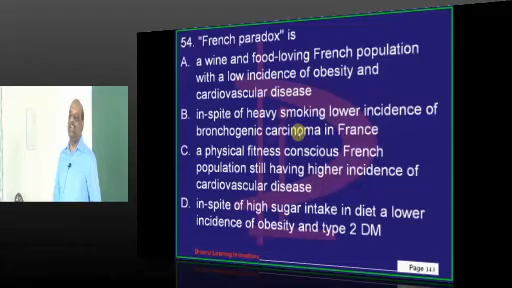 54. "French paradox" is
A. a wine and food-loving French population
with a low incidence of obesity and
cardiovascular disease
B. in-spite of heavy smoking lower incidence of
bronchogenic carcinoma in France
C. a physical fitness conscious French
population still having higher incidence of
cardiovascular disease
D. in-spite of high sugar intake in diet a lower
incidence of obesity and type 2 DM
Learning
Page 144